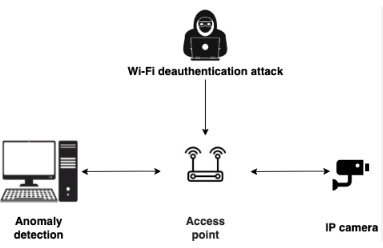 Wi-Fi deauthentication attack
Anomaly
detection
Access
point
IP camera